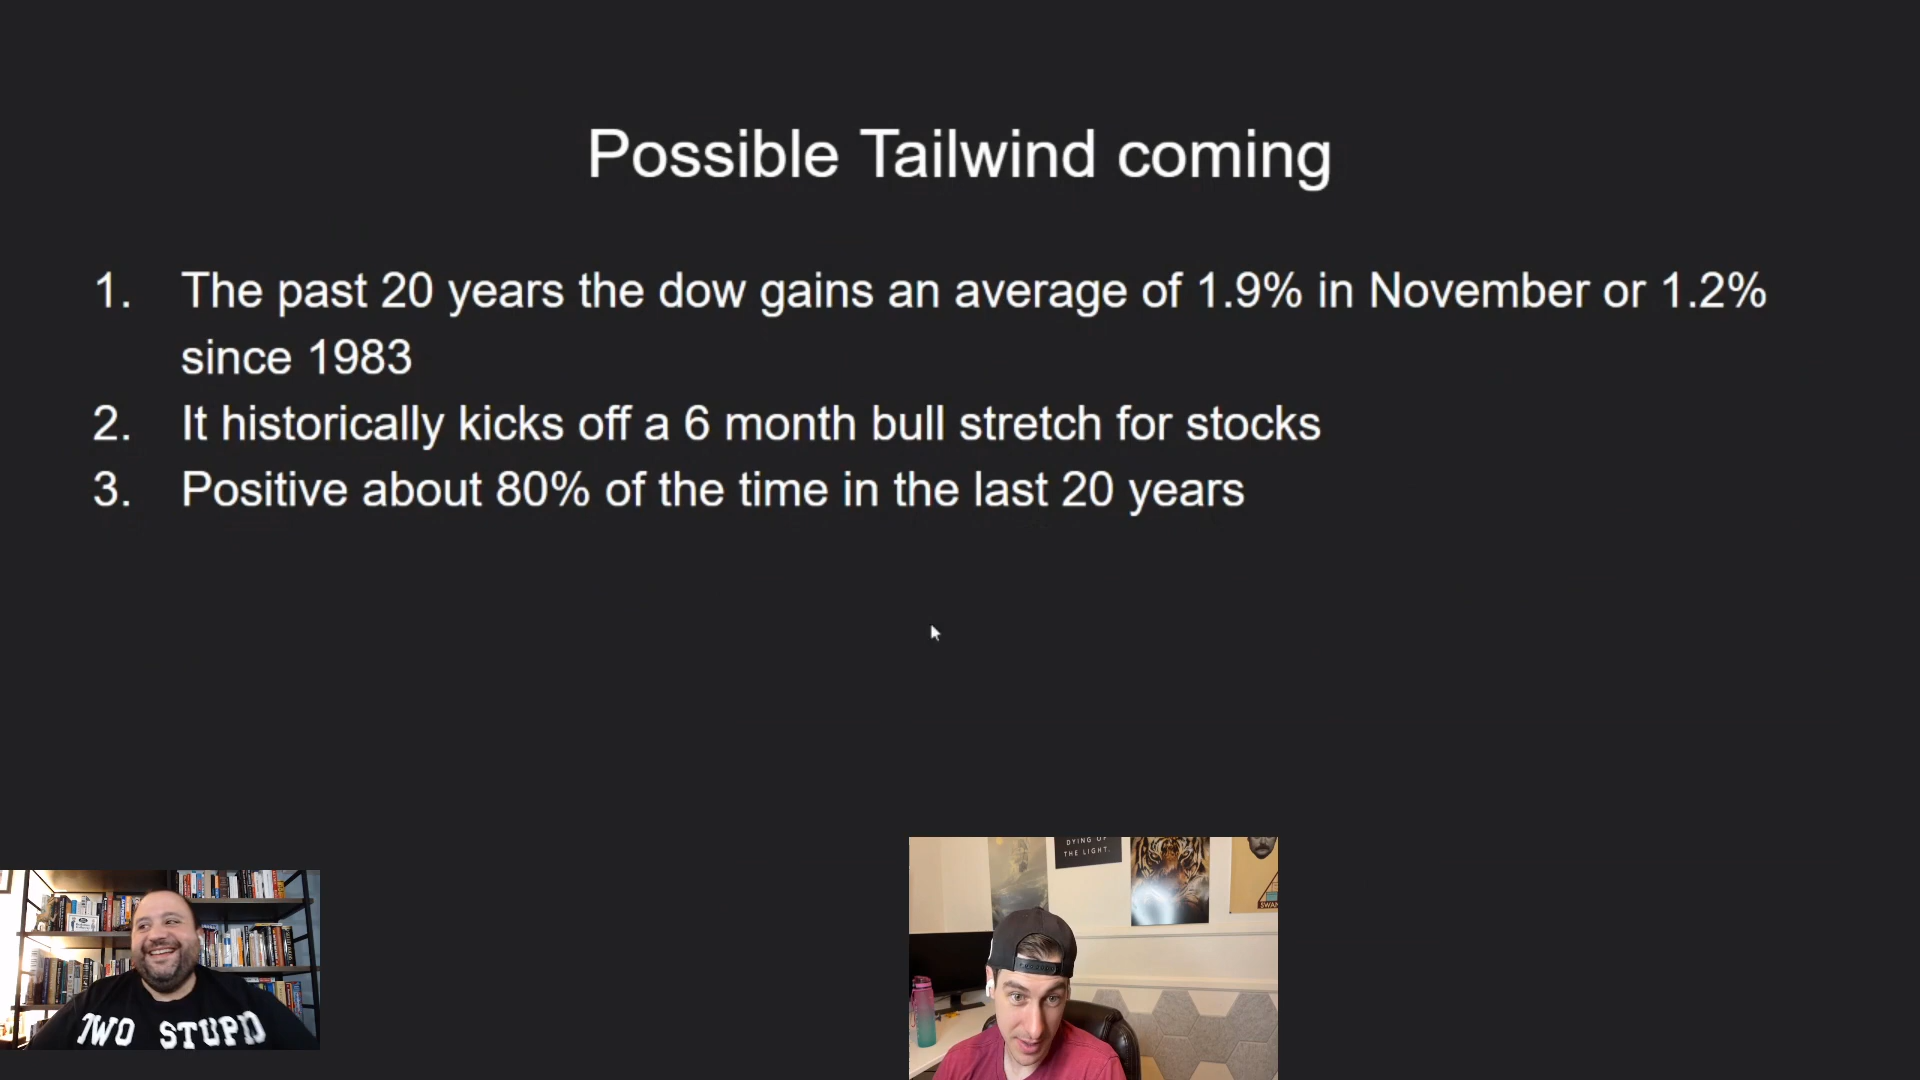 Possible Tailwind coming
1. The past 20 years the dow gains an average of 1.9% in November or 1.2%
since 1983
2. It historically kicks off a 6 month bull stretch for stocks
3. Positive about 80% of the time in the last 20 years
DYING OF
THE LIGHT.
SWAN
TWO STUPID